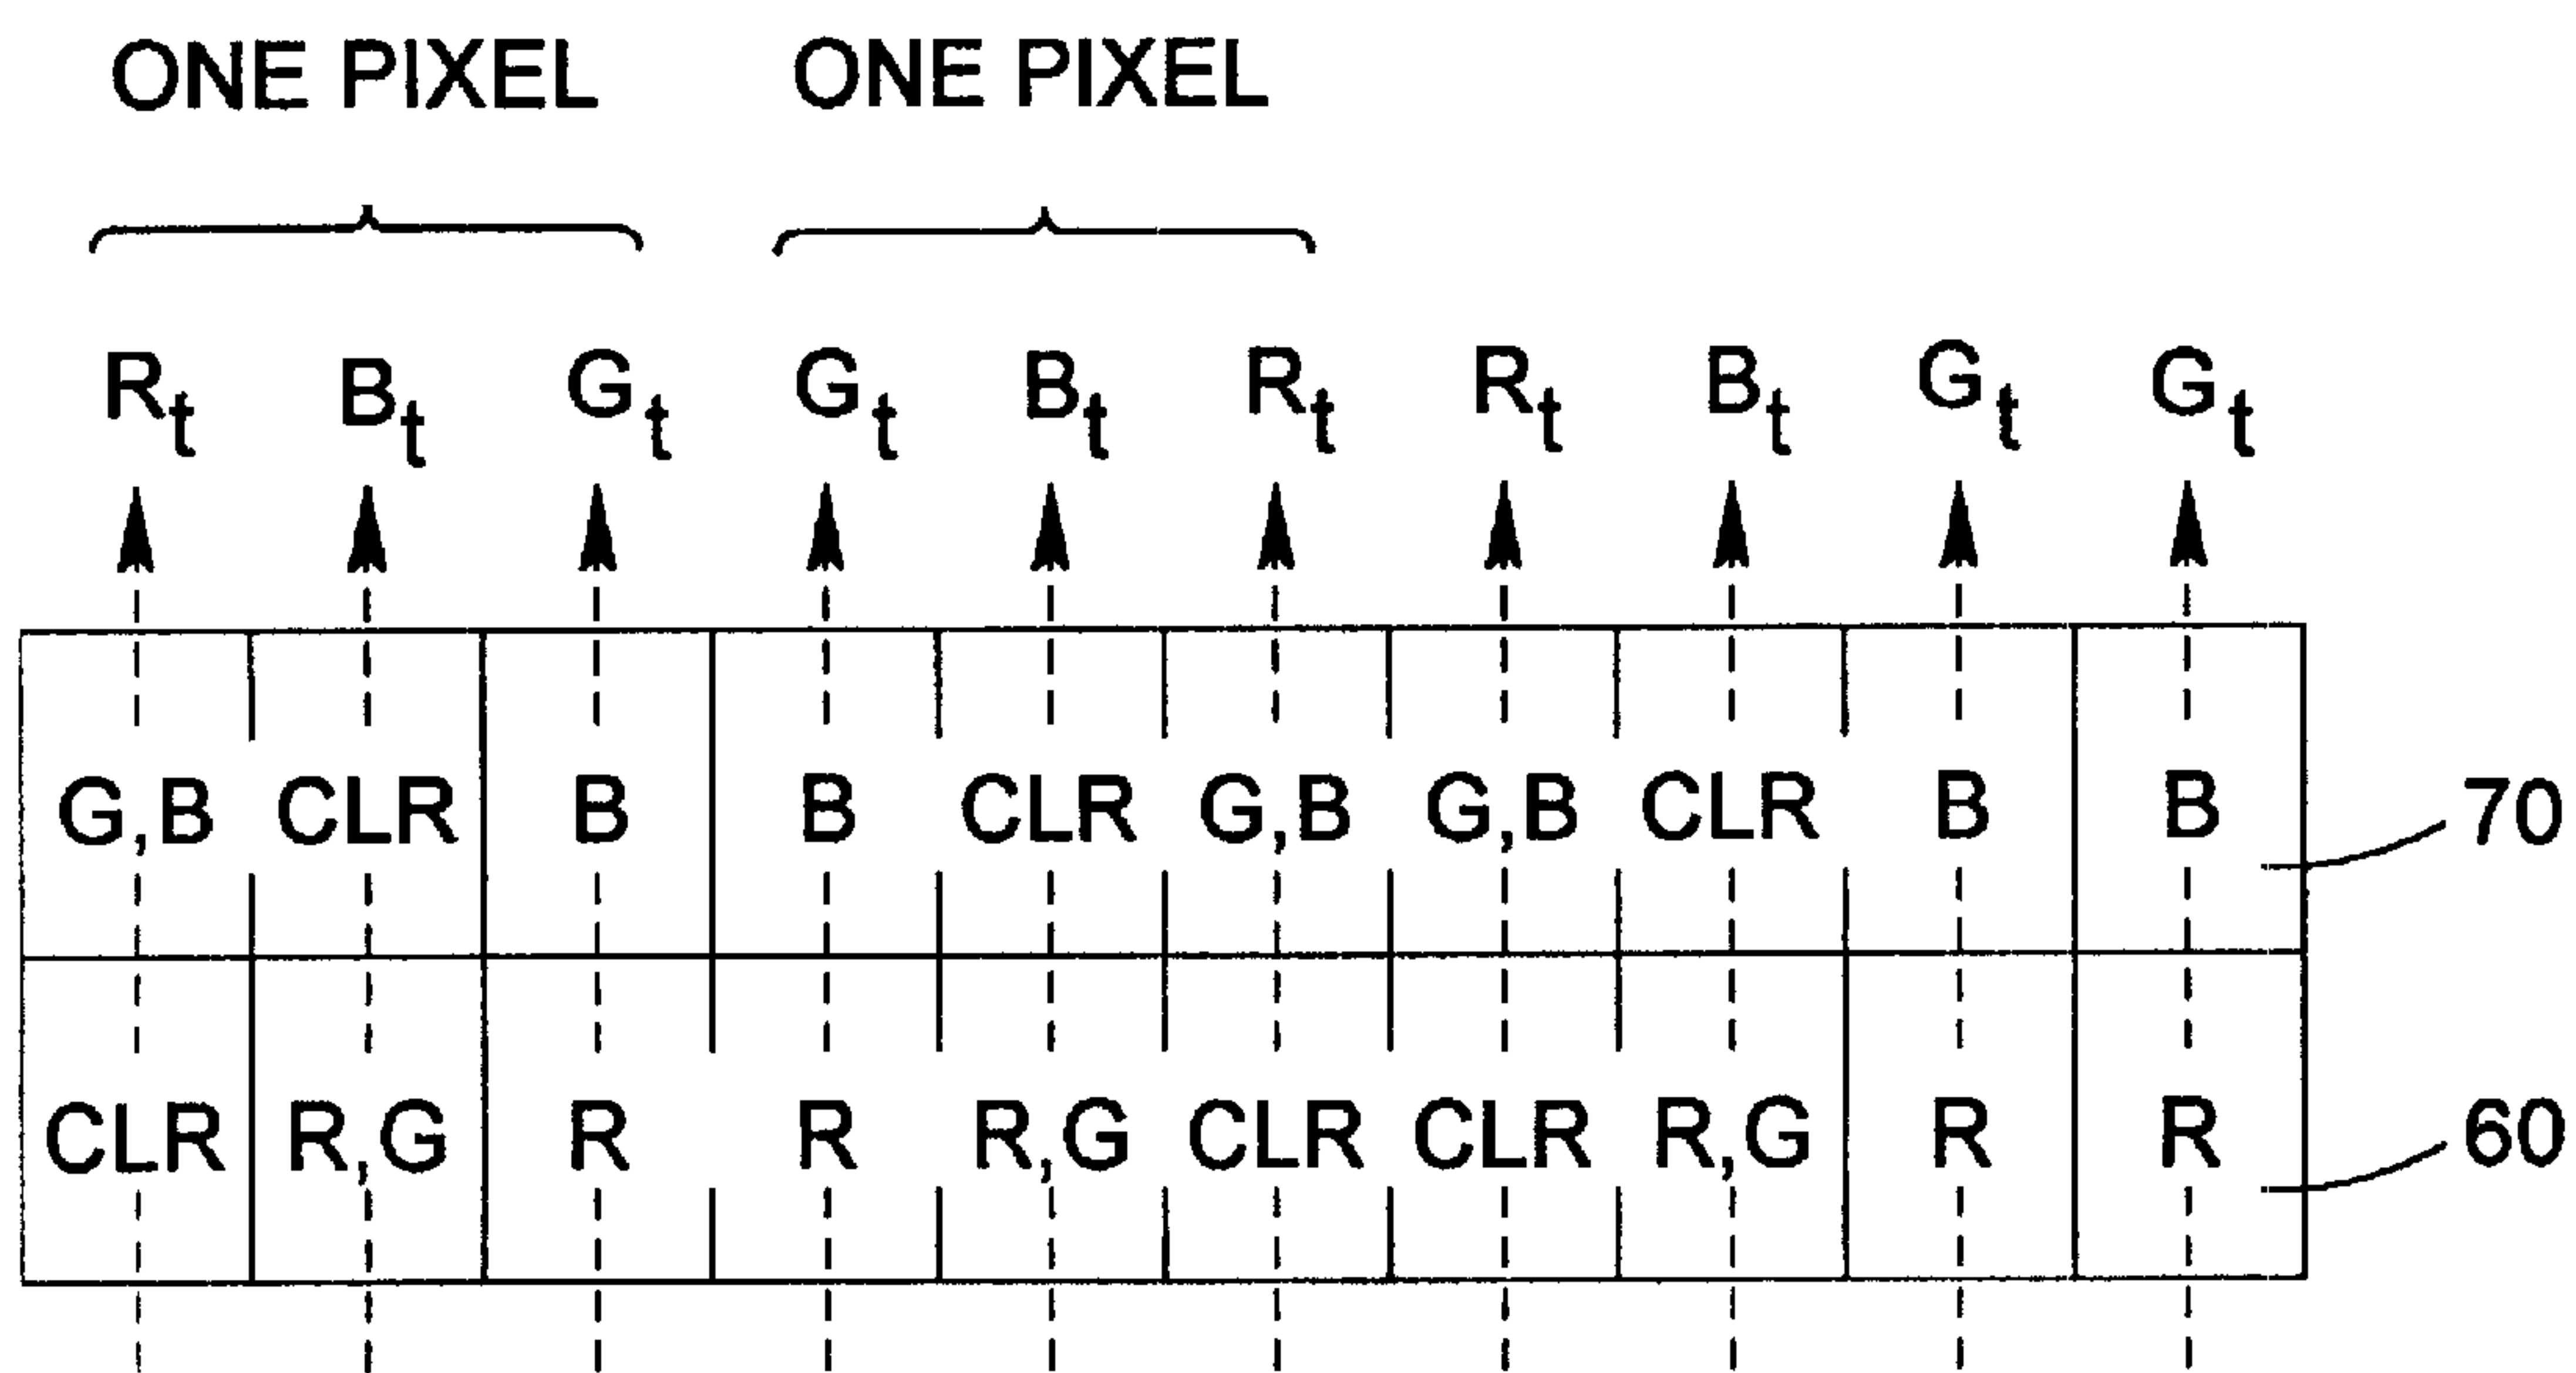 ONE PIXEL ONE PIXEL
Rt Bt Gt Gt Bt Rt Rt Bt Gt Gt
G,B CLR B B CLR G,B G,B CLR B B 70
CLR R,G R R R,G CLR CLR R,G R R 60